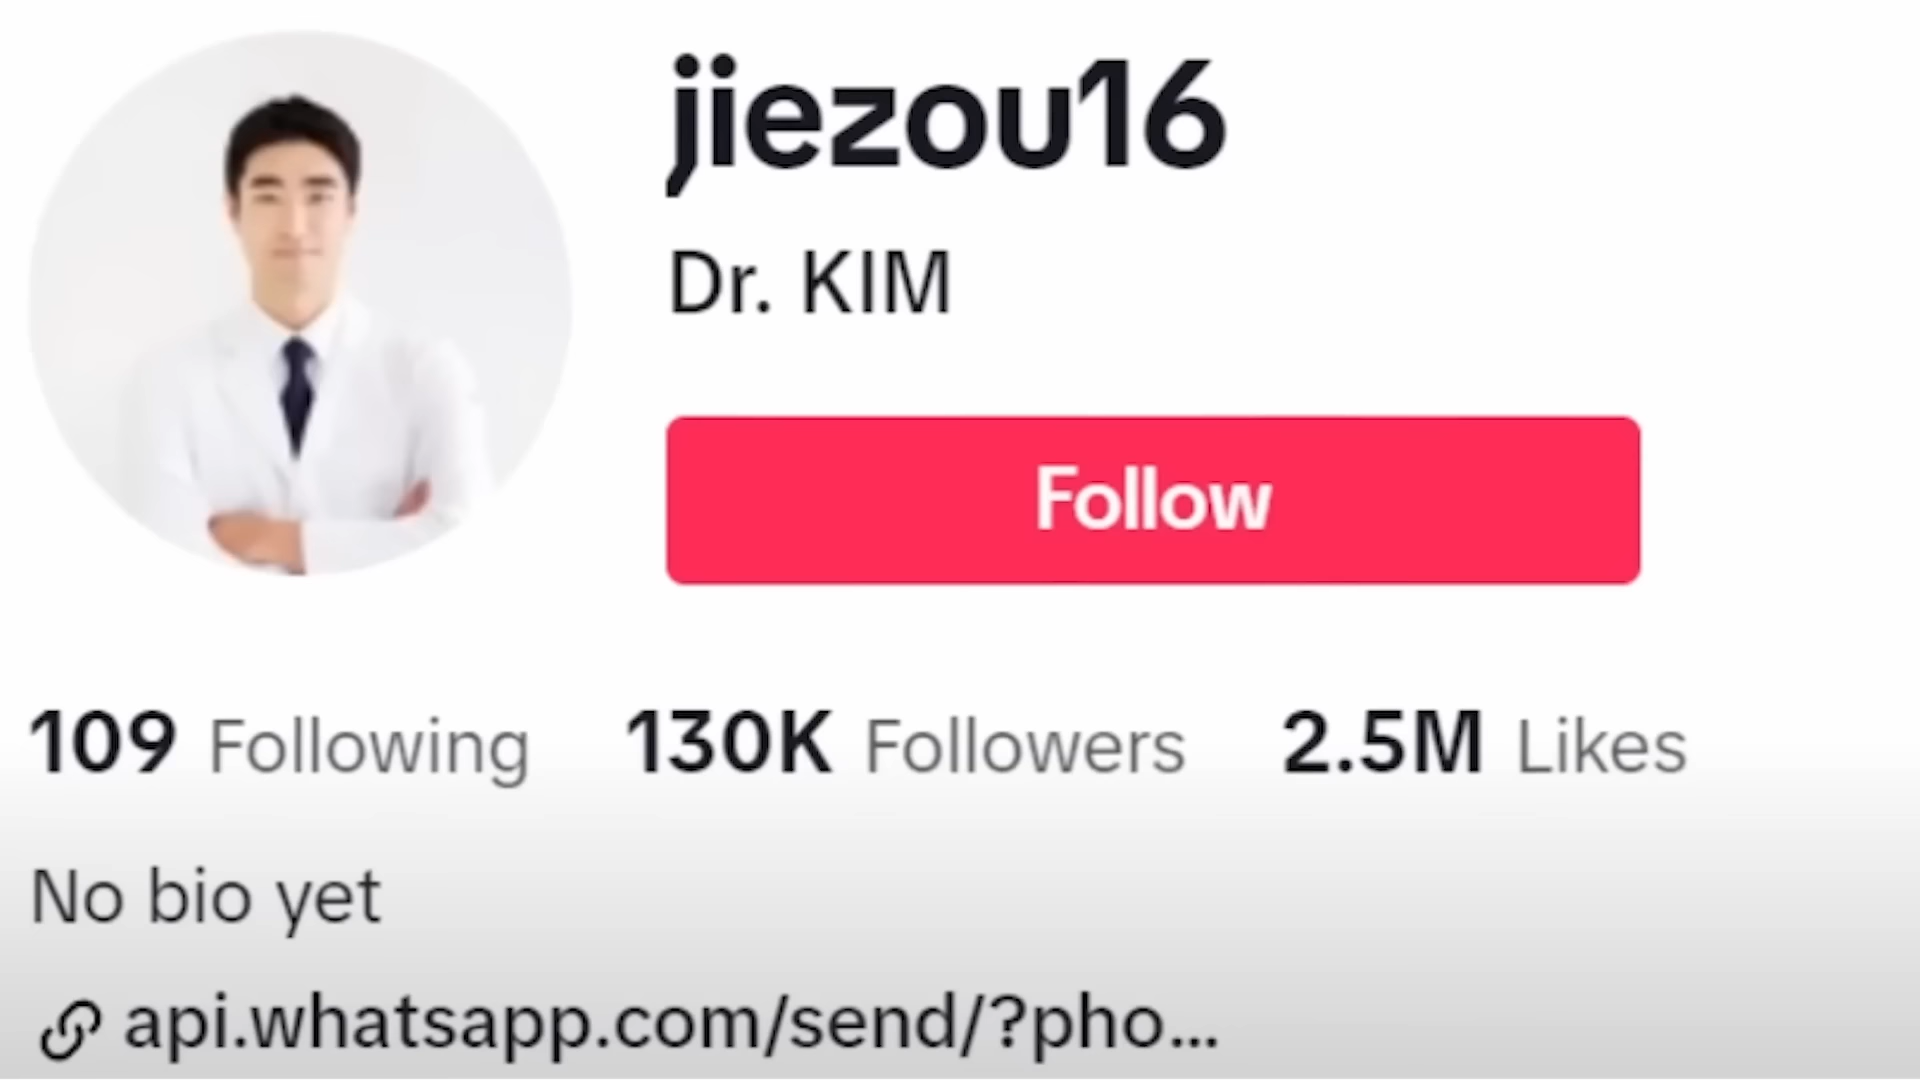 jiezou16
Dr. KIM
Follow
109 Following 130K Followers 2.5M Likes
No bio yet
api.whatsapp.com/send/?pho...